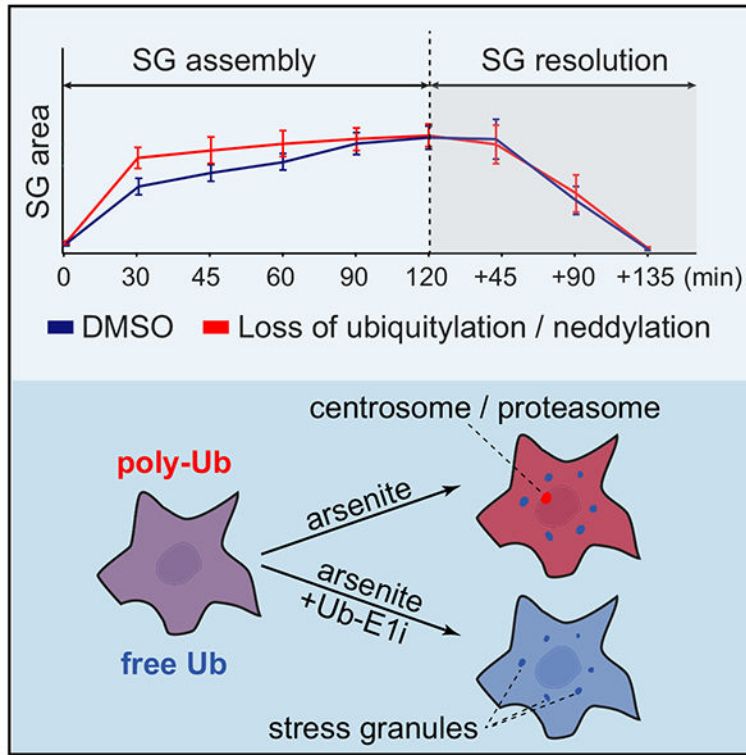 SG assembly
SG resolution
SG area
0 30 45 60 90 120 +45 +90 +135 (min)
DMSO
Loss of ubiquitylation / neddylation
centrosome / proteasome
poly-Ub
arsenite
arsenite
+Ub-E1i
free Ub
stress granules